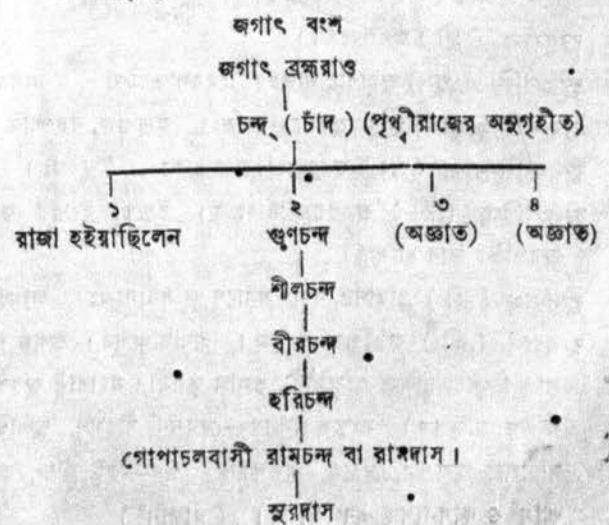 জগাৎ বংশ
জগাৎ ব্রহ্মরাও
চন্দ্ (চাঁদ) (পৃথ্বীরাজের অনুগৃহীত)
১ ২ ৩ ৪
রাজা হইয়াছিলেন গুণচন্দ (অজ্ঞাত) (অজ্ঞাত)
শীলচন্দ
বীরচন্দ
হরিচন্দ
গোপাচলবাসী রামচন্দ বা রামদাস।
সুরদাস